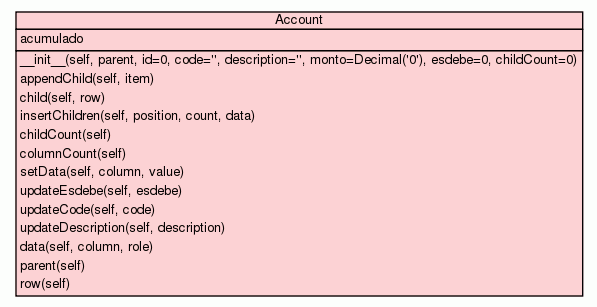 Account
acumulado
__init__(self, parent, id=0, code='', description='', monto=Decimal('0'), esdebe=0, childCount=0)
appendChild(self, item)
child(self, row)
insertChildren(self, position, count, data)
childCount(self)
columnCount(self)
setData(self, column, value)
updateEsdebe(self, esdebe)
updateCode(self, code)
updateDescription(self, description)
data(self, column, role)
parent(self)
row(self)